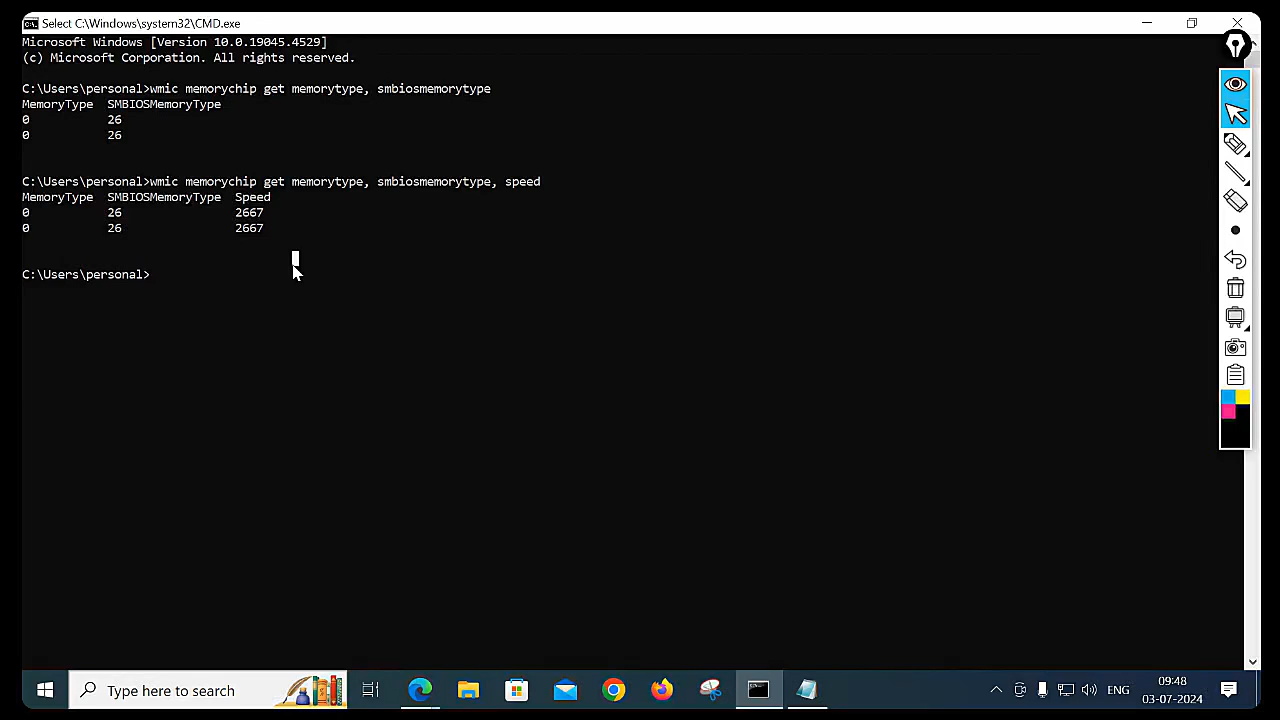 Select C:\Windows\system32\CMD.exe
Microsoft Windows [Version 10.0.19045.4529]
(c) Microsoft Corporation. All rights reserved.
C:\Users\personal>wmic memorychip get memorytype, smbiosmemorytype
MemoryType  SMBIOSMemoryType
0           26
0           26
C:\Users\personal>wmic memorychip get memorytype, smbiosmemorytype, speed
MemoryType  SMBIOSMemoryType  Speed
0           26                2667
0           26                2667
C:\Users\personal>
Type here to search
ENG
09:48
03-07-2024